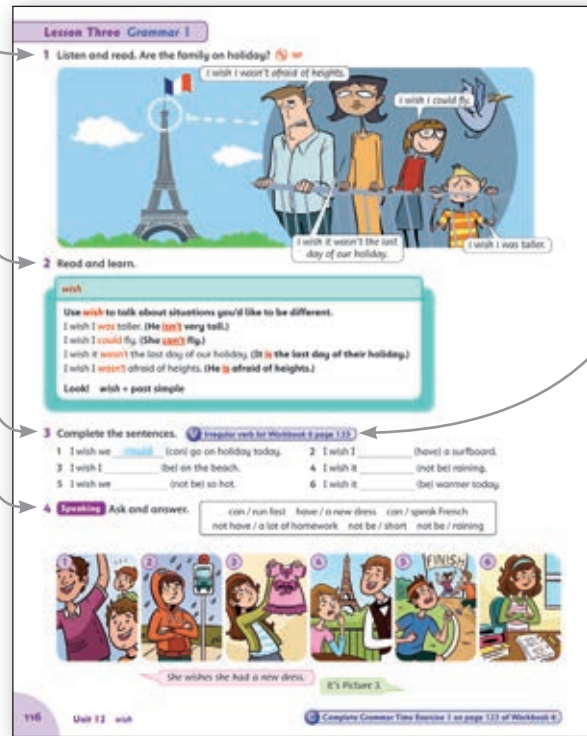 Lesson Three Grammar 1
1 Listen and read. Are the family on holiday?
I wish I wasn't afraid of heights.
I wish I could fly.
I wish it wasn't the last
day of our holiday.
I wish I was taller.
2 Read and learn.
wish
Use wish to talk about situations you'd like to be different.
I wish I was taller. (He isn't very tall.)
I wish I could fly. (She can't fly.)
I wish it wasn't the last day of our holiday. (It is the last day of their holiday.)
I wish I wasn't afraid of heights. (He is afraid of heights.)
Look! wish + past simple
3 Complete the sentences. Irregular verb list Workbook 6 page 135
1 I wish we could (can) go on holiday today. 2 I wish I (have) a surfboard.
3 I wish I (be) on the beach. 4 I wish it (not be) raining.
5 I wish we (not be) so hot. 6 I wish it (be) warmer today.
4 Speaking Ask and answer.
can / run fast have / a new dress can / speak French
not have / a lot of homework not be / short not be / raining
1 2 3 4 5 6
FINISH
She wishes she had a new dress.
It's Picture 3.
116 Unit 12 wish
Complete Grammar Time Exercise 1 on page 123 of Workbook 6.